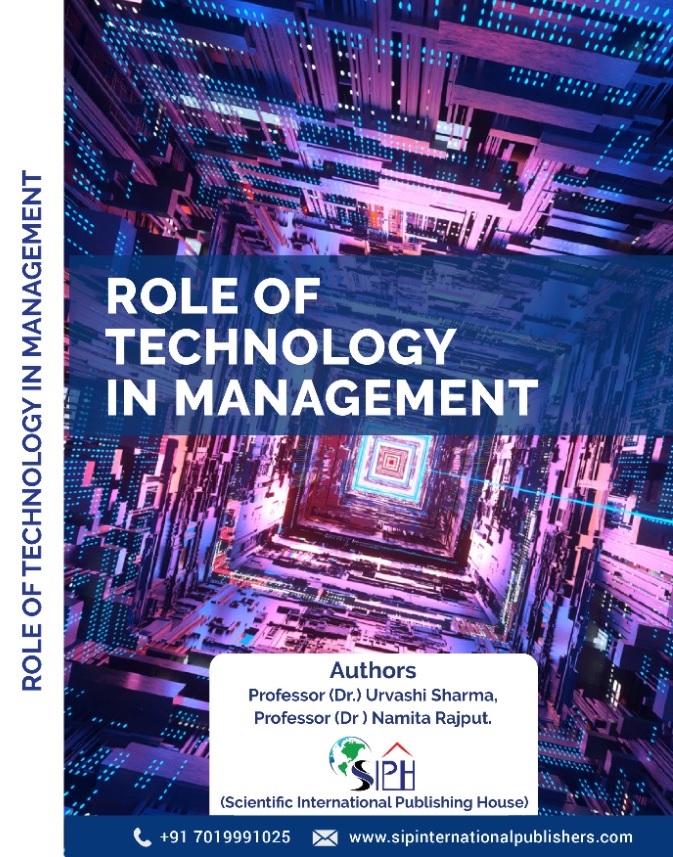 ROLE OF TECHNOLOGY IN MANAGEMENT
ROLE OF
TECHNOLOGY
IN MANAGEMENT
Authors
Professor (Dr.) Urvashi Sharma,
Professor (Dr ) Namita Rajput.
SIPH
(Scientific International Publishing House)
+91 7019991025 www.sipinternationalpublishers.com